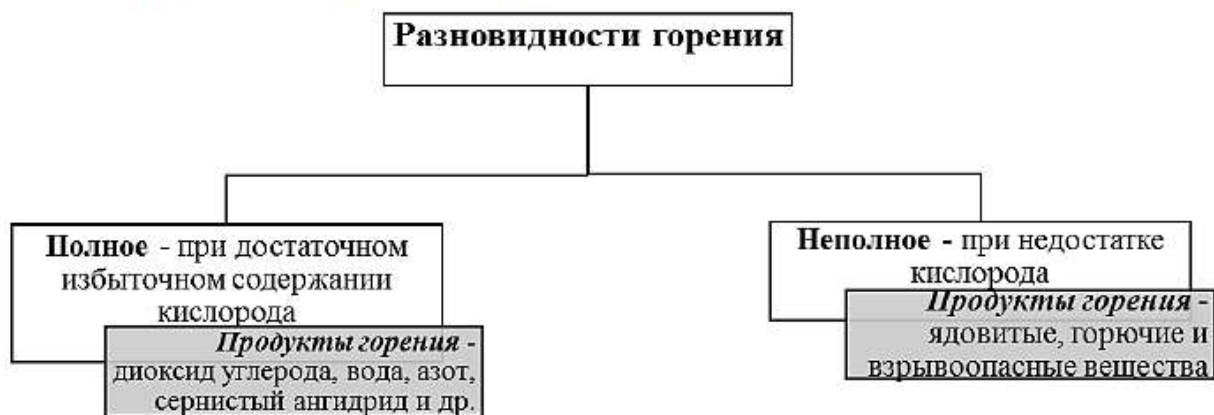 Разновидности горения
Полное - при достаточном
избыточном содержании
кислорода
Продукты горения -
диоксид углерода, вода, азот,
сернистый ангидрид и др.
Неполное - при недостатке
кислорода
Продукты горения -
ядовитые, горючие и
взрывоопасные вещества